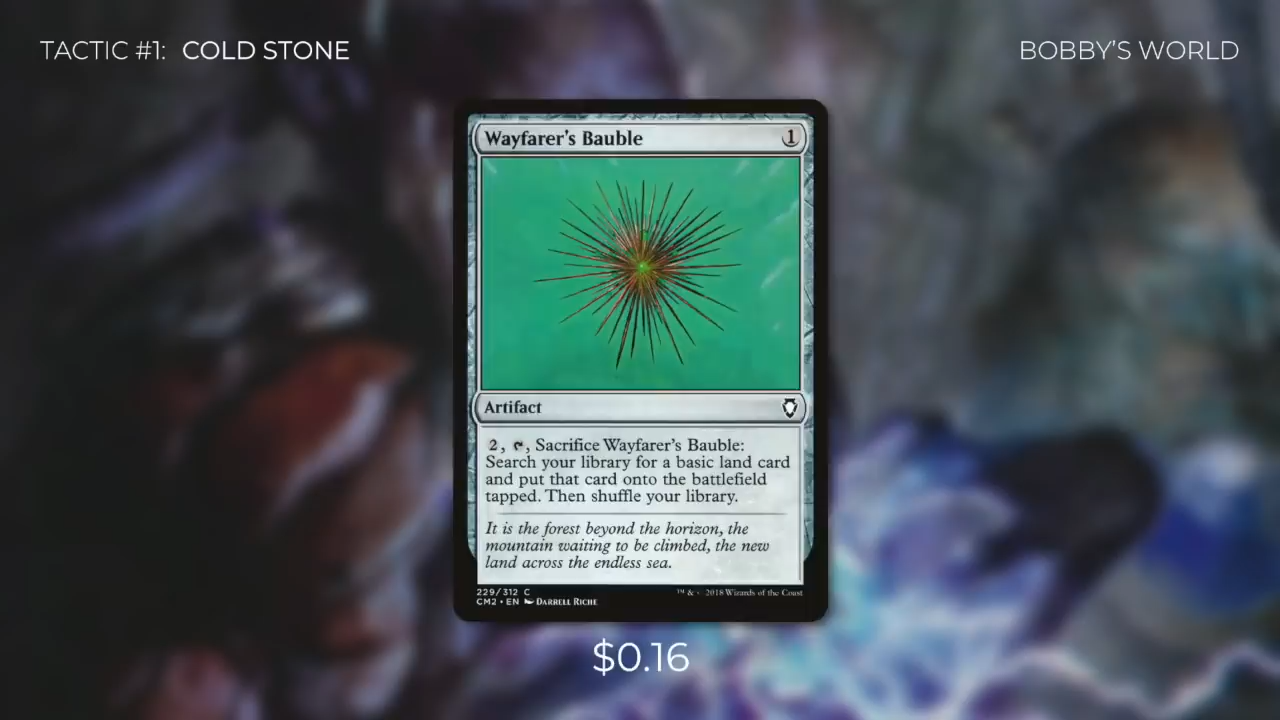 TACTIC #1: COLD STONE
BOBBY'S WORLD
Wayfarer's Bauble 1
Artifact
2, , Sacrifice Wayfarer's Bauble:
Search your library for a basic land card
and put that card onto the battlefield
tapped. Then shuffle your library.
It is the forest beyond the horizon, the
mountain waiting to be climbed, the new
land across the endless sea.
229/312 C
CM2 • EN DARRELL RICHE
™ & 2018 Wizards of the Coast
$0.16